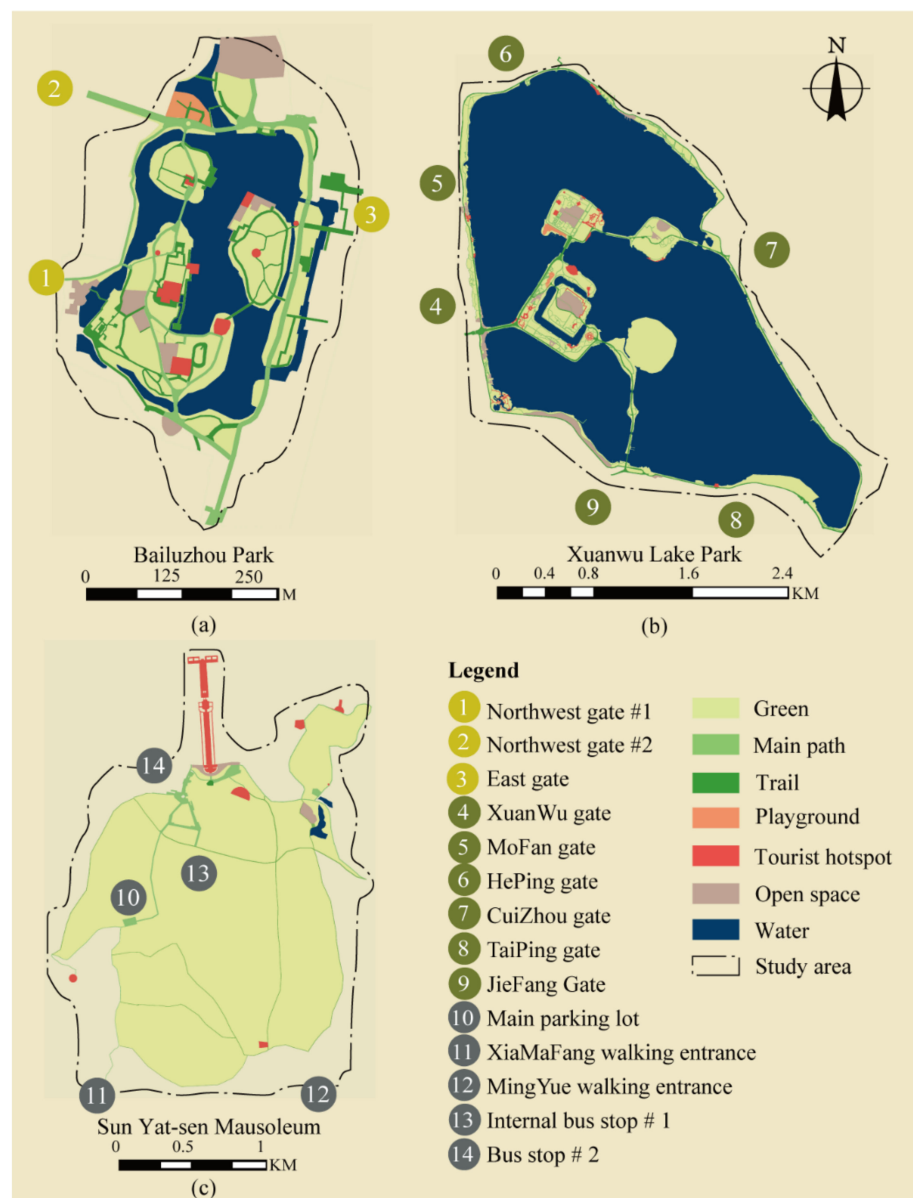 N
6
2
5
3
7
1
4
9
8
Bailuzhou Park
0 125 250
M
(a)
Xuanwu Lake Park
0 0.4 0.8 1.6 2.4
KM
(b)
14
13
10
11
12
Sun Yat-sen Mausoleum
0 0.5 1
KM
(c)
Legend
1 Northwest gate #1
2 Northwest gate #2
3 East gate
4 XuanWu gate
5 MoFan gate
6 HePing gate
7 CuiZhou gate
8 TaiPing gate
9 JieFang Gate
10 Main parking lot
11 XiaMaFang walking entrance
12 MingYue walking entrance
13 Internal bus stop # 1
14 Bus stop # 2
Green
Main path
Trail
Playground
Tourist hotspot
Open space
Water
Study area